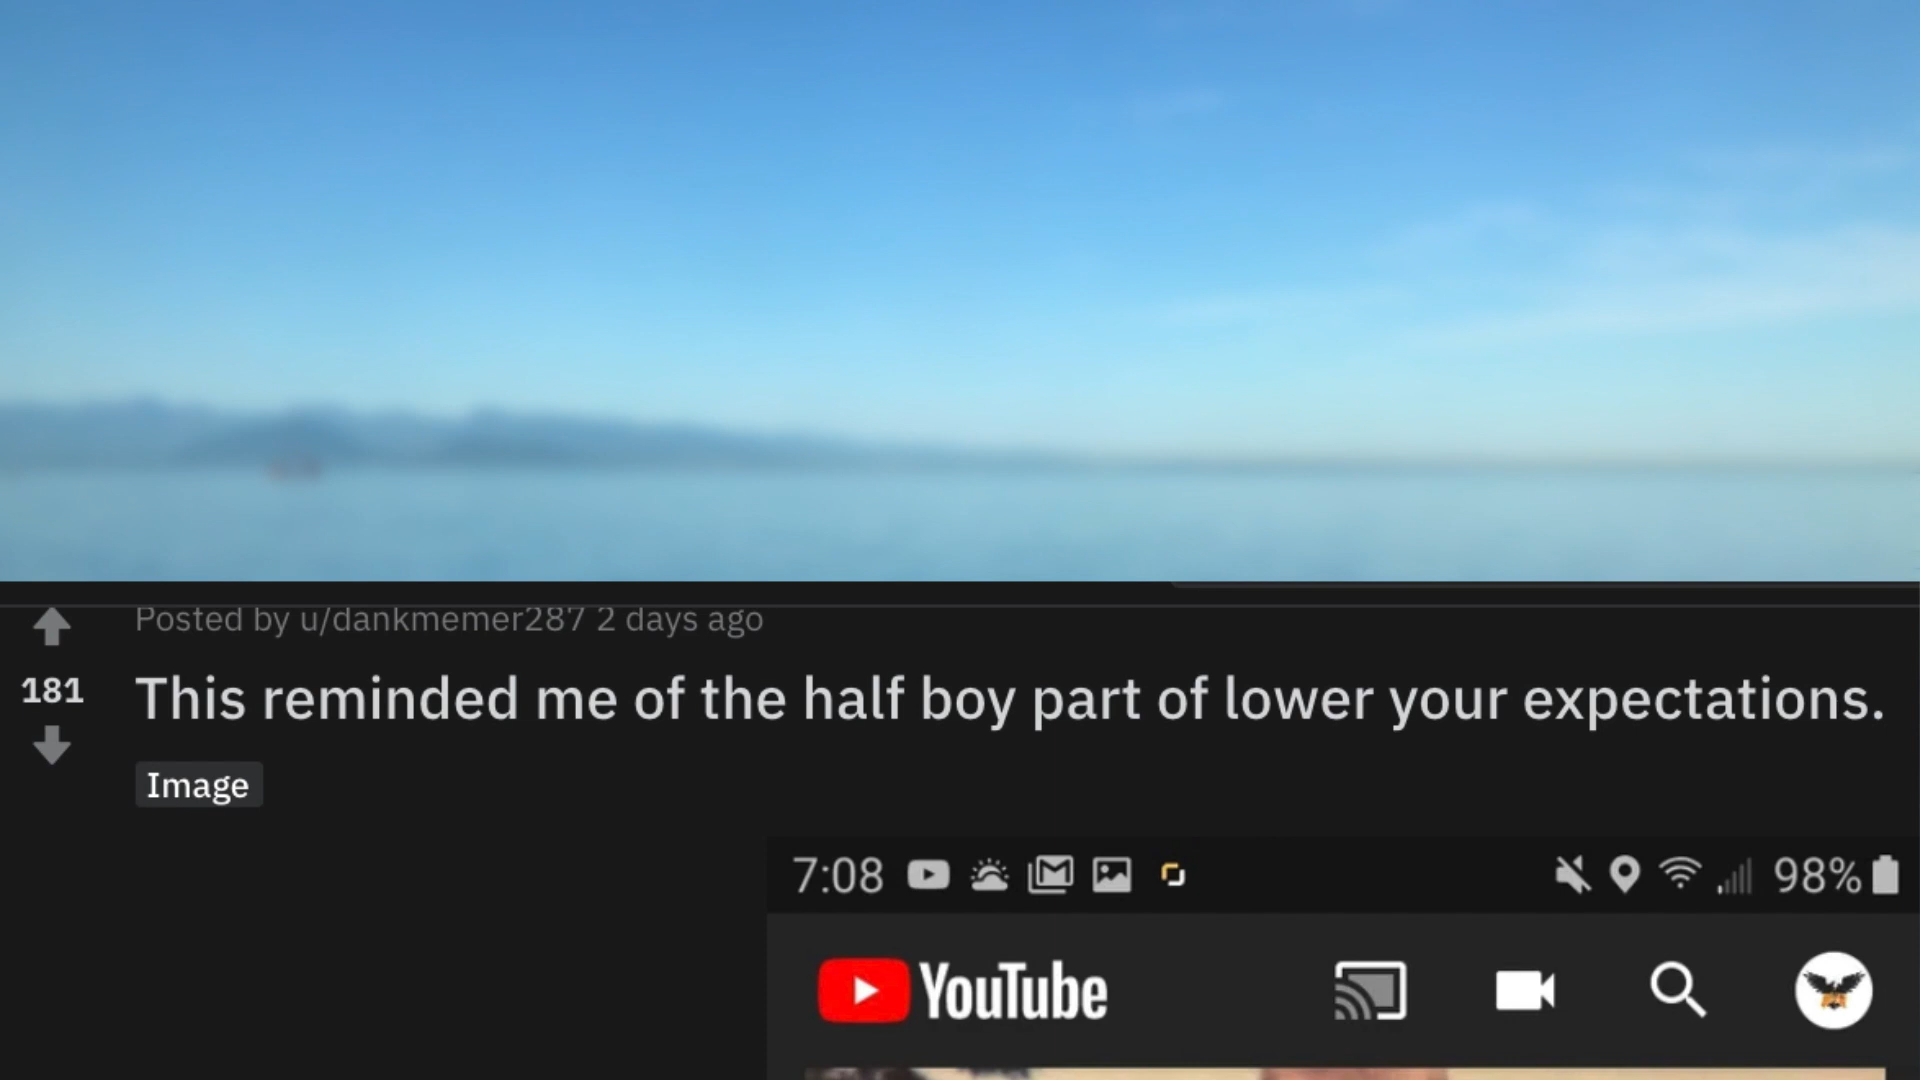 Posted by u/dankmemer287 2 days ago
181
This reminded me of the half boy part of lower your expectations.
Image
7:08
98%
YouTube